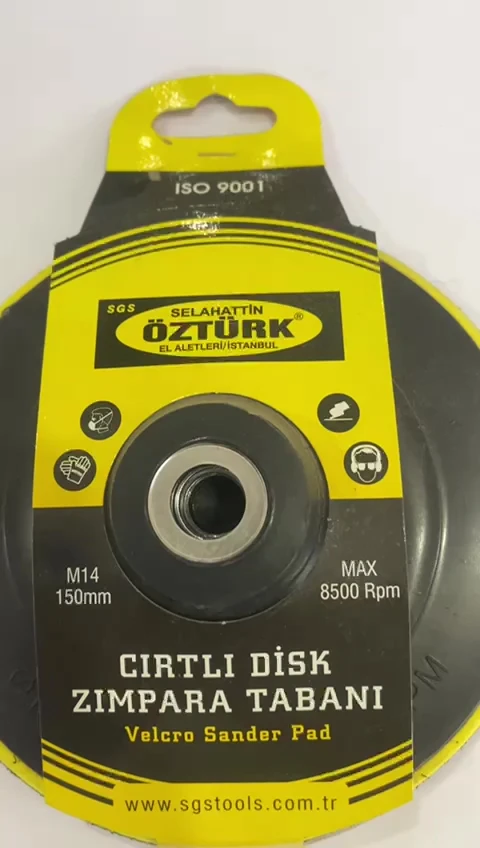 ISO 9001
SGS
SELAHATTİN
ÖZTÜRK®
EL ALETLERİ/İSTANBUL
M14
150mm
MAX
8500 Rpm
CIRTLI DİSK
ZIMPARA TABANI
Velcro Sander Pad
www.sgstools.com.tr